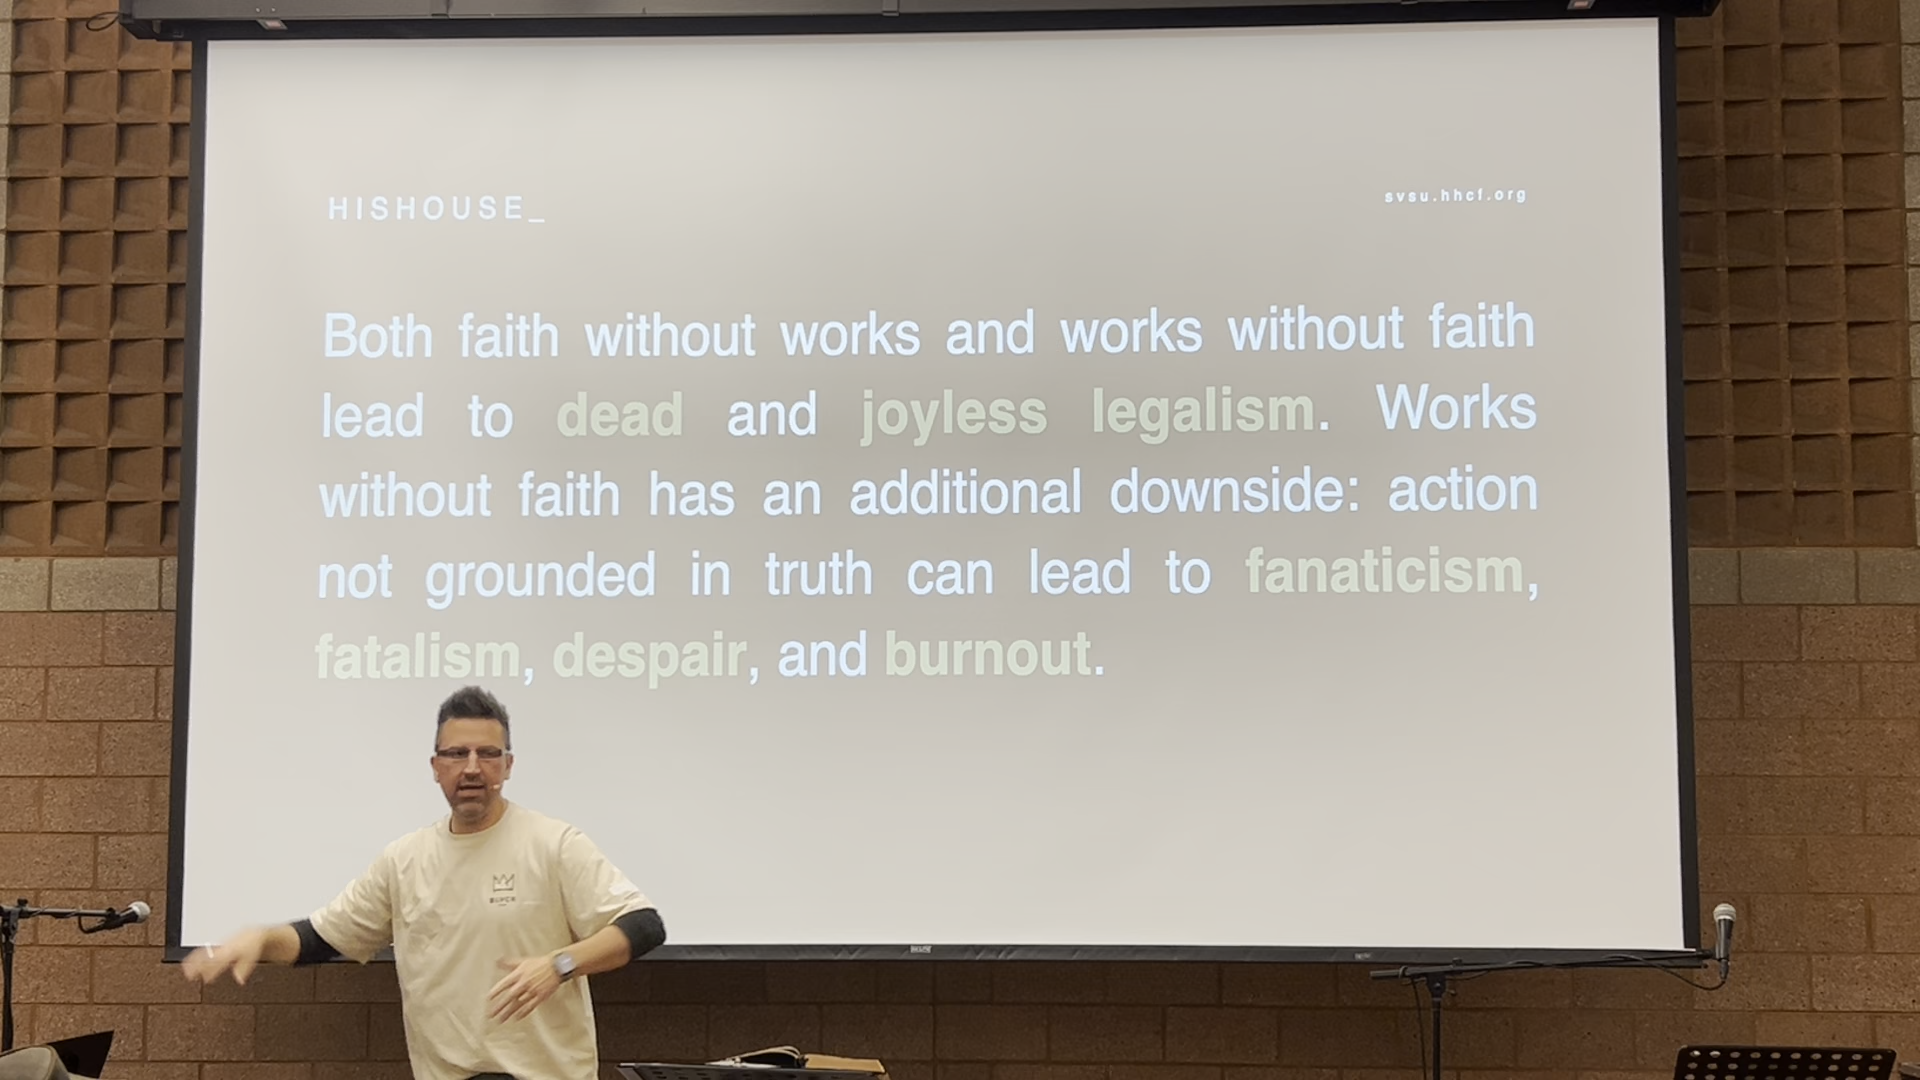 HISHOUSE_
svsu.hhcf.org
Both faith without works and works without faith
lead to dead and joyless legalism. Works
without faith has an additional downside: action
not grounded in truth can lead to fanaticism,
fatalism, despair, and burnout.